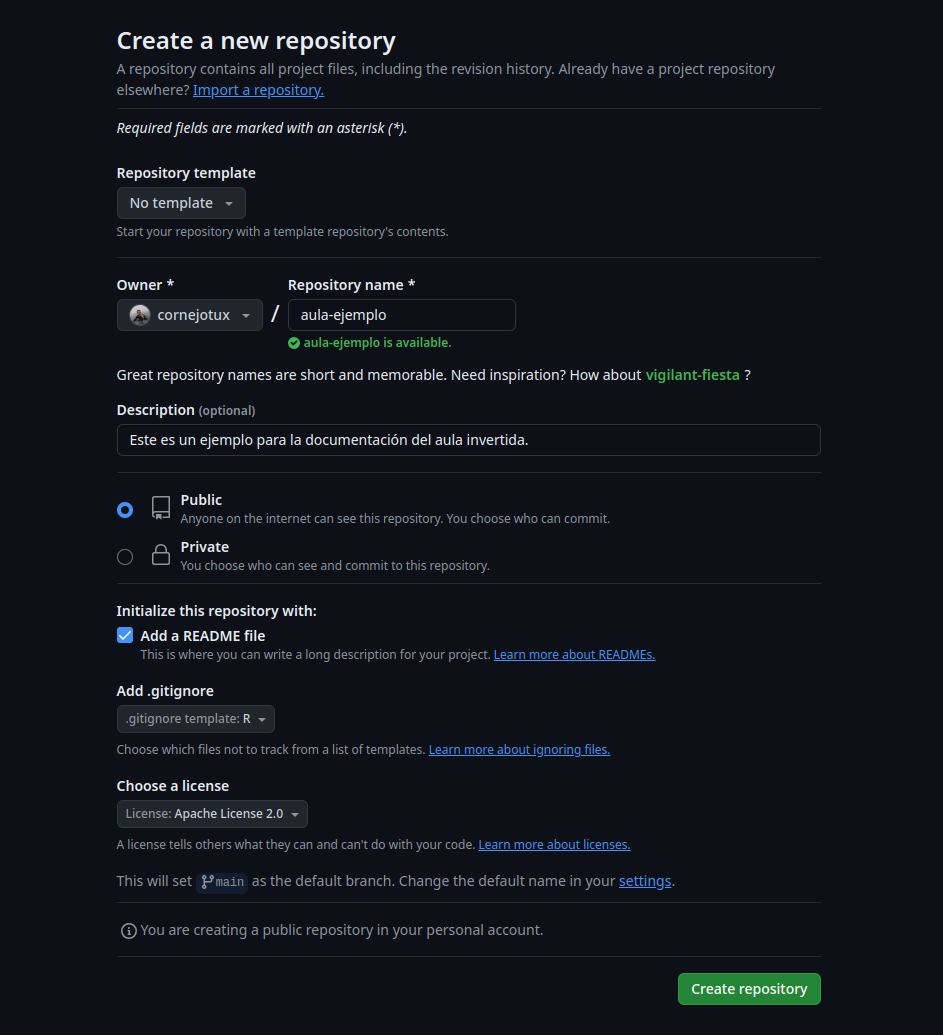 Create a new repository
A repository contains all project files, including the revision history. Already have a project repository
elsewhere? Import a repository.
Required fields are marked with an asterisk (*).
Repository template
No template
Start your repository with a template repository's contents.
Owner *
Repository name *
cornejotux
/
aula-ejemplo
aula-ejemplo is available.
Great repository names are short and memorable. Need inspiration? How about vigilant-fiesta ?
Description (optional)
Este es un ejemplo para la documentación del aula invertida.
Public
Anyone on the internet can see this repository. You choose who can commit.
Private
You choose who can see and commit to this repository.
Initialize this repository with:
Add a README file
This is where you can write a long description for your project. Learn more about READMEs.
Add .gitignore
.gitignore template: R
Choose which files not to track from a list of templates. Learn more about ignoring files.
Choose a license
License: Apache License 2.0
A license tells others what they can and can't do with your code. Learn more about licenses.
This will set main as the default branch. Change the default name in your settings.
You are creating a public repository in your personal account.
Create repository